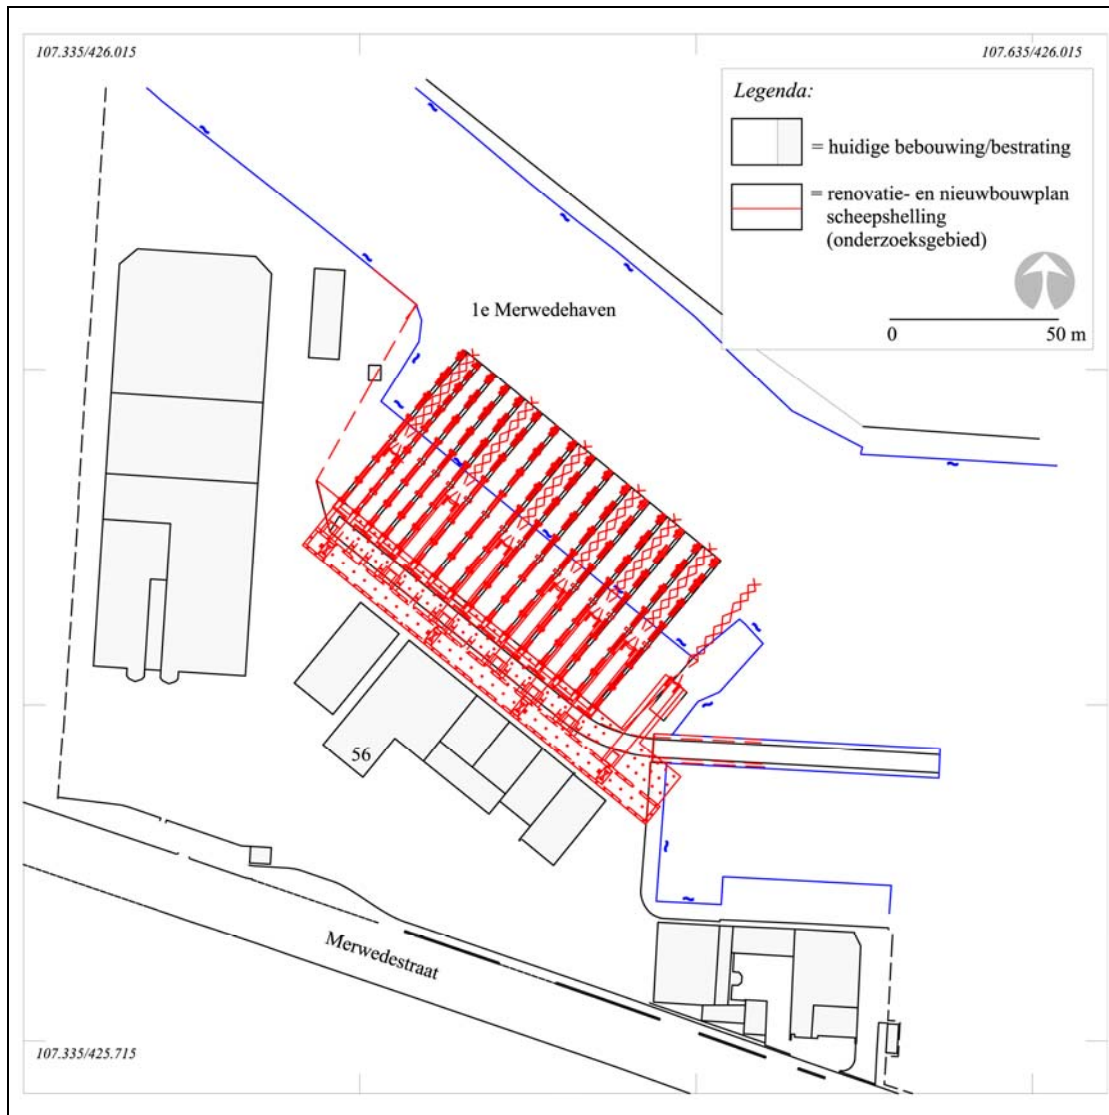 107.335/426.015
107.635/426.015
Legenda:
= huidige bebouwing/bestrating
= renovatie- en nieuwbouwplan
scheepshelling
(onderzoeksgebied)
0 50 m
1e Merwedehaven
56
Merwedestraat
107.335/425.715